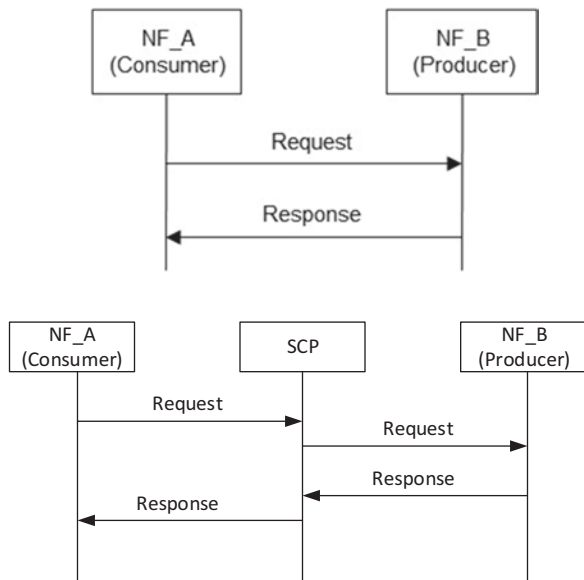 NF_A
(Consumer)
NF_B
(Producer)
Request
Response
NF_A
(Consumer)
SCP
NF_B
(Producer)
Request
Request
Response
Response